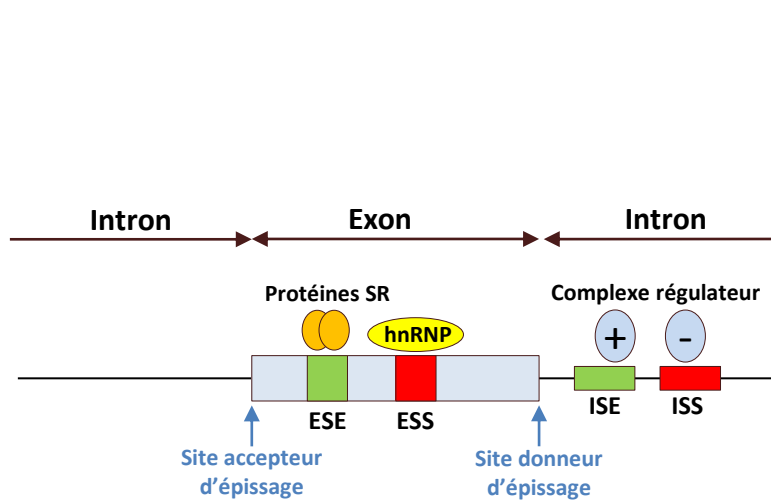 Intron Exon Intron
Protéines SR Complexe régulateur
hnRNP + -
ESE ESS ISE ISS
Site accepteur
d'épissage
Site donneur
d'épissage